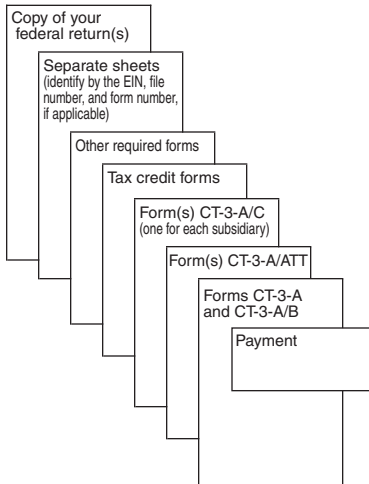 Copy of your
federal return(s)
Separate sheets
(identify by the EIN, file
number, and form number,
if applicable)
Other required forms
Tax credit forms
Form(s) CT-3-A/C
(one for each subsidiary)
Form(s) CT-3-A/ATT
Forms CT-3-A
and CT-3-A/B
Payment